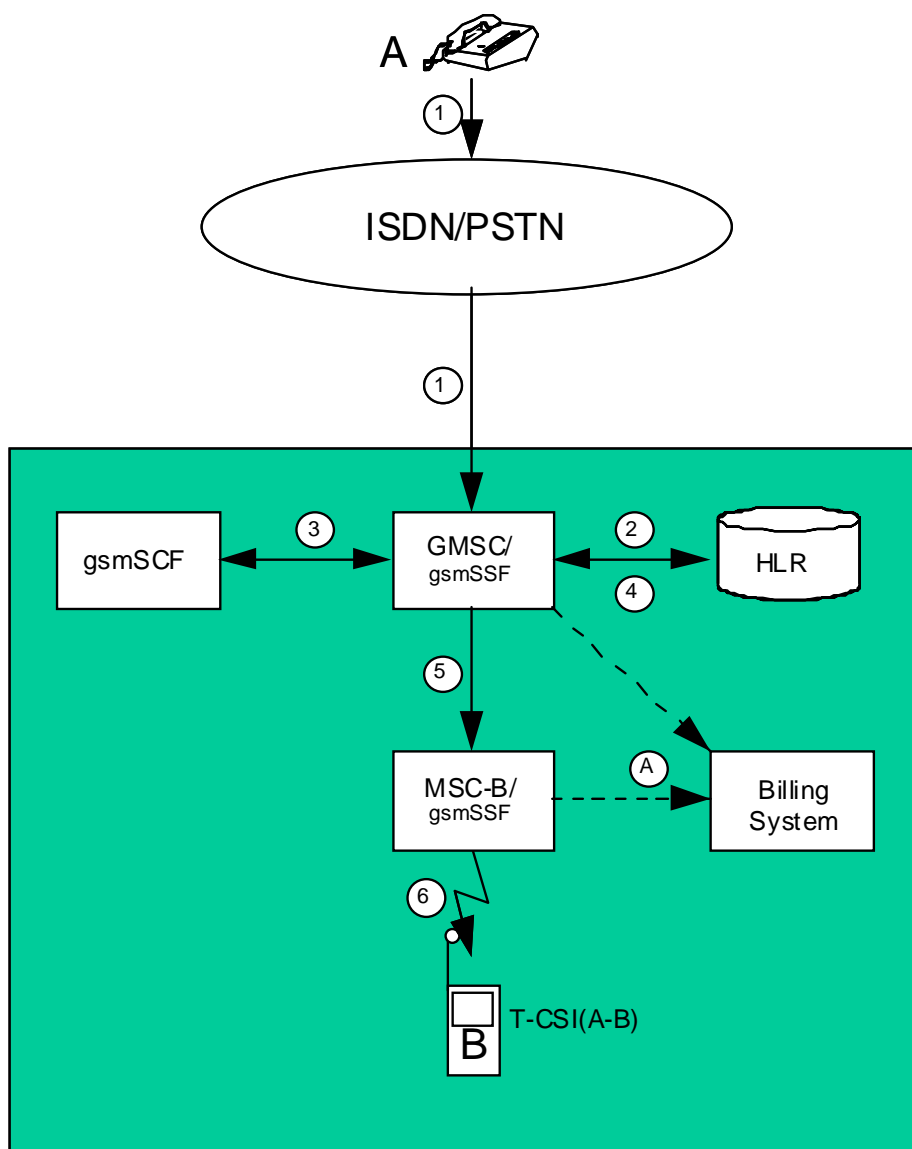 A
1
ISDN/PSTN
1
gsmSCF
3
GMSC/
gsmSSF
2
4
HLR
5
MSC-B/
gsmSSF
A
Billing
System
6
B
T-CSI(A-B)